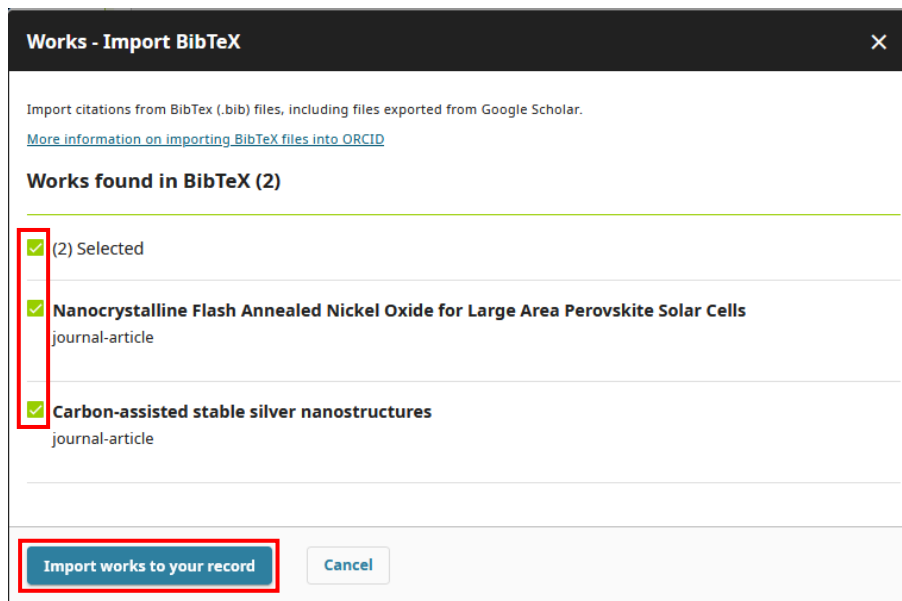 Works - Import BibTeX
Import citations from BibTex (.bib) files, including files exported from Google Scholar.
More information on importing BibTeX files into ORCID
Works found in BibTeX (2)
(2) Selected
Nanocrystalline Flash Annealed Nickel Oxide for Large Area Perovskite Solar Cells
journal-article
Carbon-assisted stable silver nanostructures
journal-article
Import works to your record
Cancel